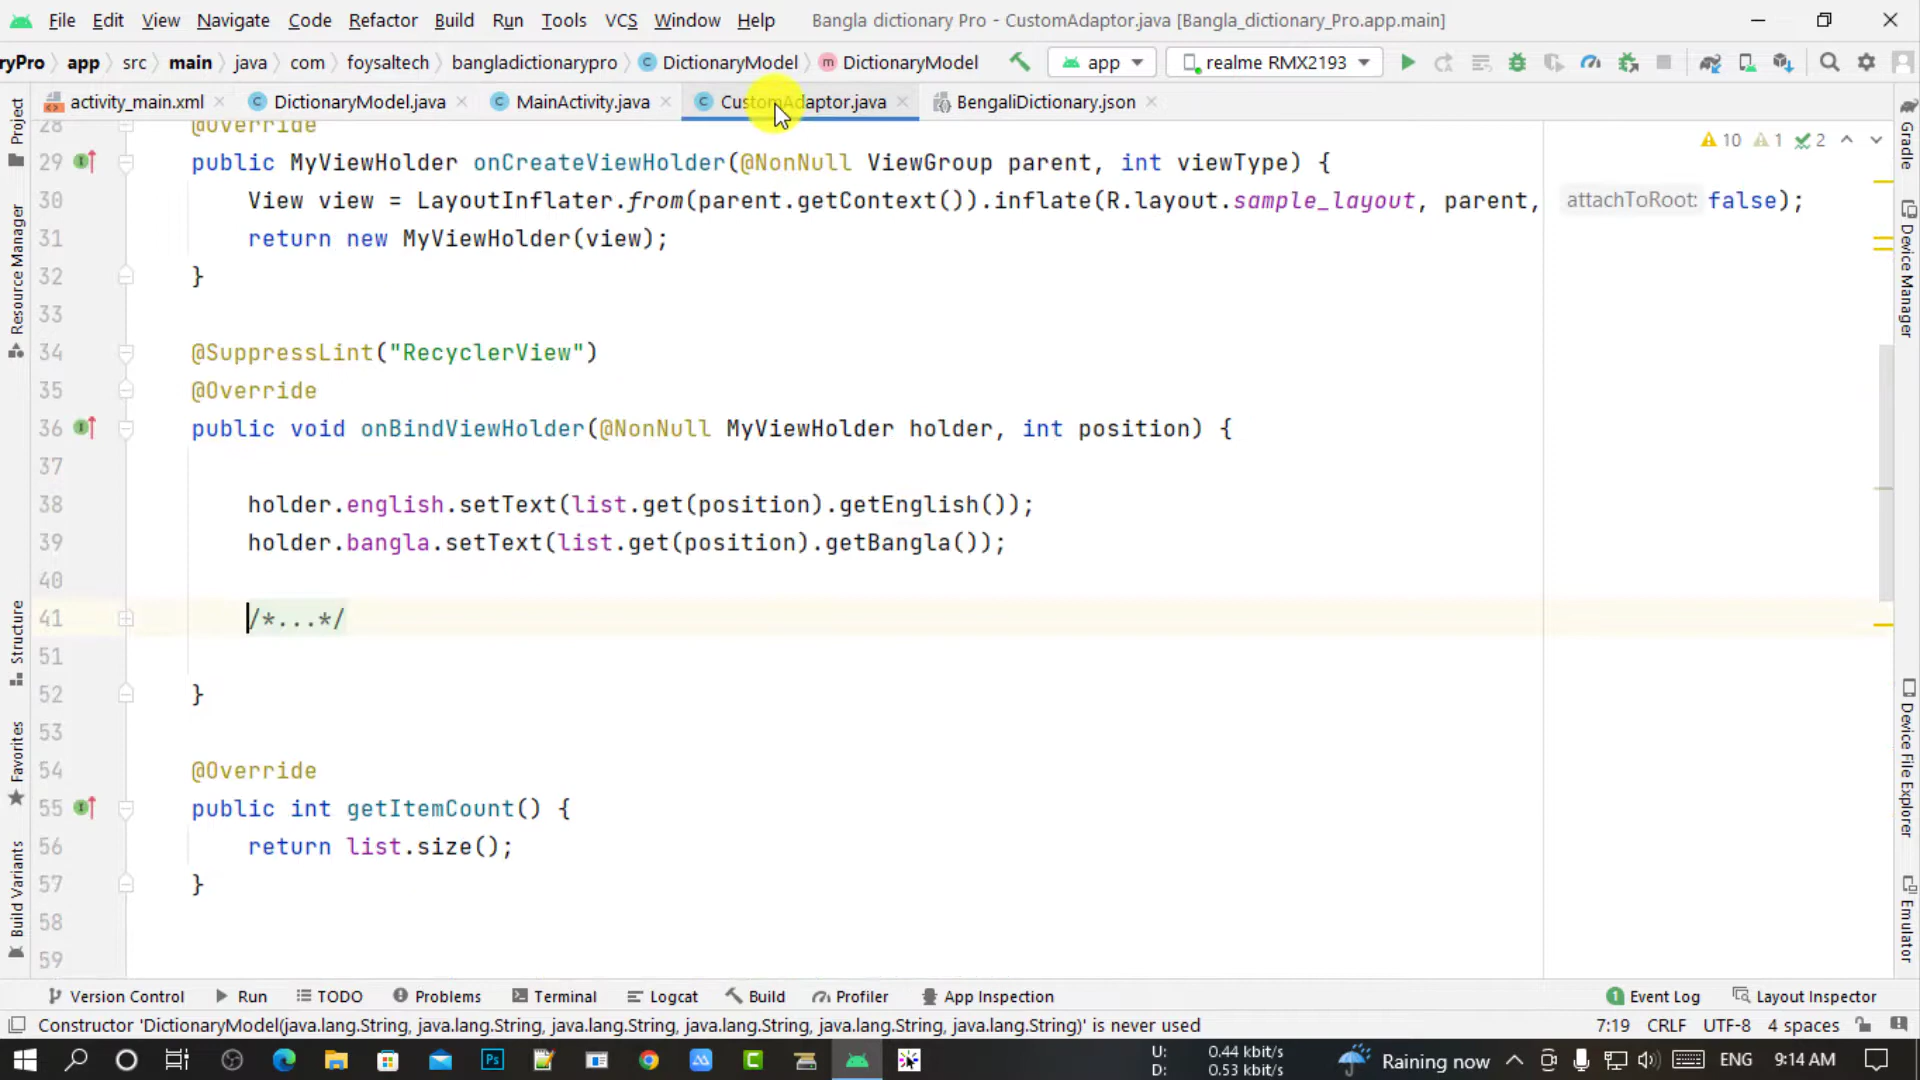 File Edit View Navigate Code Refactor Build Run Tools VCS Window Help Bangla dictionary Pro - CustomAdaptor.java [Bangla_dictionary_Pro.app.main]
ryPro app src main java com foysaltech bangladictionarypro DictionaryModel DictionaryModel app realme RMX2193
activity_main.xml DictionaryModel.java MainActivity.java CustomAdaptor.java BengaliDictionary.json
28 @Override
10 1 2
29 public MyViewHolder onCreateViewHolder(@NonNull ViewGroup parent, int viewType) {
30 View view = LayoutInflater.from(parent.getContext()).inflate(R.layout.sample_layout, parent, attachToRoot: false);
31 return new MyViewHolder(view);
32 }
33
34 @SuppressLint("RecyclerView")
35 @Override
36 public void onBindViewHolder(@NonNull MyViewHolder holder, int position) {
37
38 holder.english.setText(list.get(position).getEnglish());
39 holder.bangla.setText(list.get(position).getBangla());
40
41 /*...*/
51
52 }
53
54 @Override
55 public int getItemCount() {
56 return list.size();
57 }
58
59
Project
Resource Manager
Structure
Favorites
Build Variants
Gradle
Device Manager
Device File Explorer
Emulator
Version Control Run TODO Problems Terminal Logcat Build Profiler App Inspection 1 Event Log Layout Inspector
Constructor 'DictionaryModel(java.lang.String, java.lang.String, java.lang.String, java.lang.String, java.lang.String, java.lang.String)' is never used 7:19 CRLF UTF-8 4 spaces
U: 0.44 kbit/s
D: 0.53 kbit/s
Raining now ENG 9:14 AM